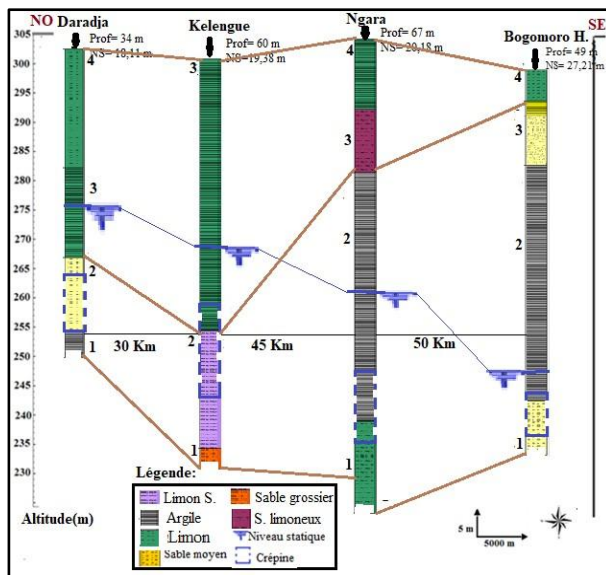 NO
SE
Daradja
Kelengue
Ngara
Bogomoro H.
Prof= 34 m
NS= 18,11 m
Prof= 60 m
NS=19,38 m
Prof= 67 m
NS= 20,18 m
Prof= 49 m
NS= 27,21 m
305
300
295
290
285
280
275
270
265
260
255
250
245
240
235
230
4
3
2
1
3
2
1
4
3
2
1
4
3
2
1
30 Km
45 Km
50 Km
Altitude(m)
Légende:
Limon S.
Sable grossier
Argile
S. limoneux
Limon
Niveau statique
Sable moyen
Crépine
5 m
5000 m